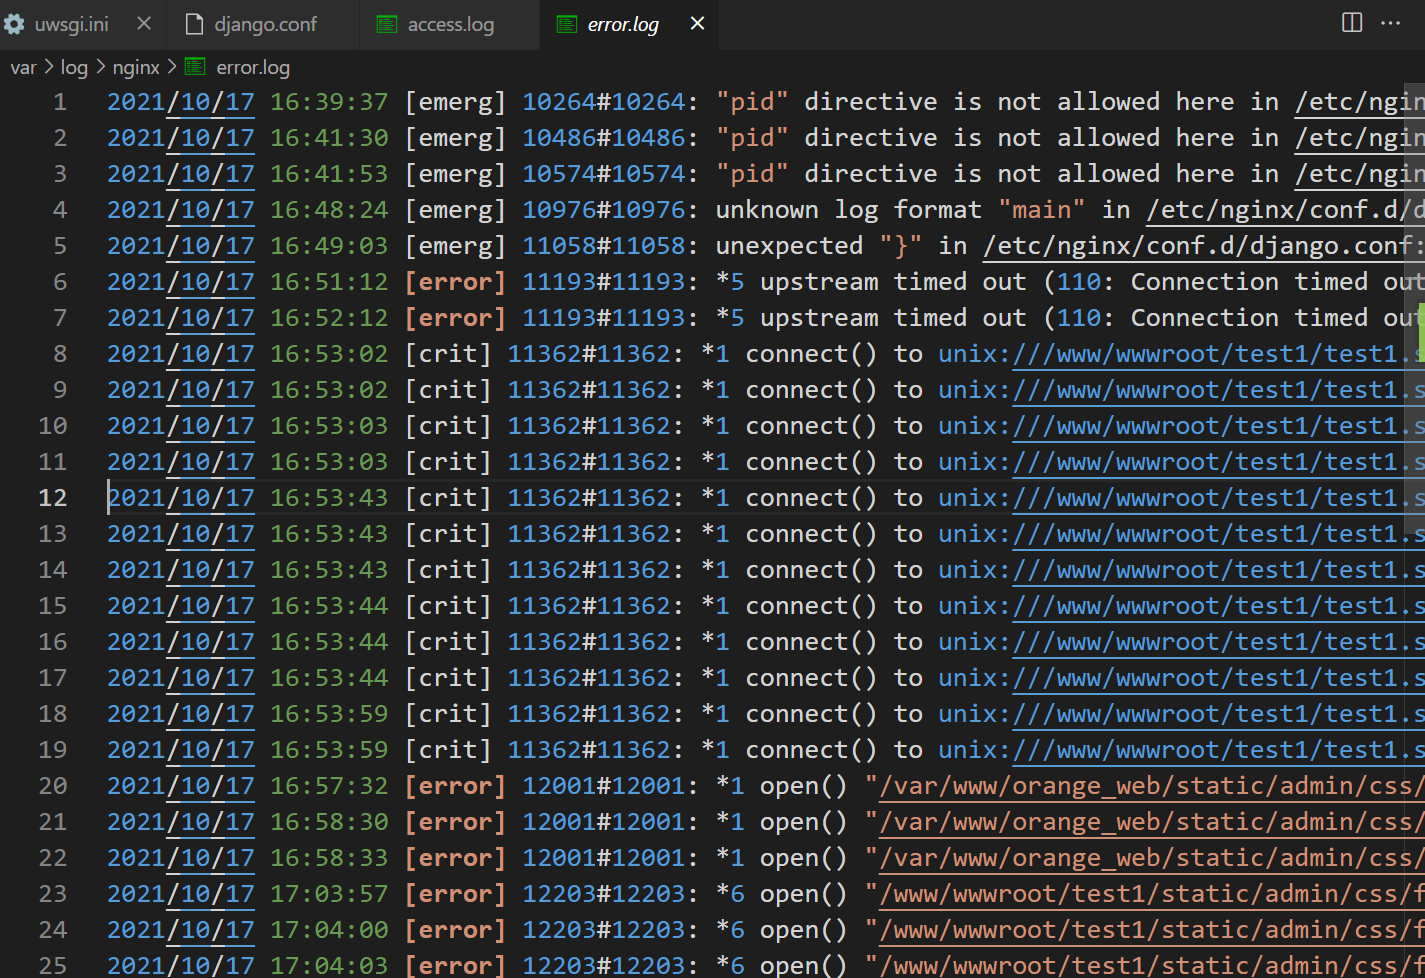 uwsgi.ini django.conf access.log error.log
var > log > nginx > error.log
1 2021/10/17 16:39:37 [emerg] 10264#10264: "pid" directive is not allowed here in /etc/ngin
2 2021/10/17 16:41:30 [emerg] 10486#10486: "pid" directive is not allowed here in /etc/ngin
3 2021/10/17 16:41:53 [emerg] 10574#10574: "pid" directive is not allowed here in /etc/ngin
4 2021/10/17 16:48:24 [emerg] 10976#10976: unknown log format "main" in /etc/nginx/conf.d/d
5 2021/10/17 16:49:03 [emerg] 11058#11058: unexpected "}" in /etc/nginx/conf.d/django.conf:
6 2021/10/17 16:51:12 [error] 11193#11193: *5 upstream timed out (110: Connection timed out
7 2021/10/17 16:52:12 [error] 11193#11193: *5 upstream timed out (110: Connection timed out
8 2021/10/17 16:53:02 [crit] 11362#11362: *1 connect() to unix:///www/wwwroot/test1/test1.s
9 2021/10/17 16:53:02 [crit] 11362#11362: *1 connect() to unix:///www/wwwroot/test1/test1.s
10 2021/10/17 16:53:03 [crit] 11362#11362: *1 connect() to unix:///www/wwwroot/test1/test1.s
11 2021/10/17 16:53:03 [crit] 11362#11362: *1 connect() to unix:///www/wwwroot/test1/test1.s
12 2021/10/17 16:53:43 [crit] 11362#11362: *1 connect() to unix:///www/wwwroot/test1/test1.s
13 2021/10/17 16:53:43 [crit] 11362#11362: *1 connect() to unix:///www/wwwroot/test1/test1.s
14 2021/10/17 16:53:43 [crit] 11362#11362: *1 connect() to unix:///www/wwwroot/test1/test1.s
15 2021/10/17 16:53:44 [crit] 11362#11362: *1 connect() to unix:///www/wwwroot/test1/test1.s
16 2021/10/17 16:53:44 [crit] 11362#11362: *1 connect() to unix:///www/wwwroot/test1/test1.s
17 2021/10/17 16:53:44 [crit] 11362#11362: *1 connect() to unix:///www/wwwroot/test1/test1.s
18 2021/10/17 16:53:59 [crit] 11362#11362: *1 connect() to unix:///www/wwwroot/test1/test1.s
19 2021/10/17 16:53:59 [crit] 11362#11362: *1 connect() to unix:///www/wwwroot/test1/test1.s
20 2021/10/17 16:57:32 [error] 12001#12001: *1 open() "/var/www/orange_web/static/admin/css/
21 2021/10/17 16:58:30 [error] 12001#12001: *1 open() "/var/www/orange_web/static/admin/css/
22 2021/10/17 16:58:33 [error] 12001#12001: *1 open() "/var/www/orange_web/static/admin/css/
23 2021/10/17 17:03:57 [error] 12203#12203: *6 open() "/www/wwwroot/test1/static/admin/css/f
24 2021/10/17 17:04:00 [error] 12203#12203: *6 open() "/www/wwwroot/test1/static/admin/css/f
25 2021/10/17 17:04:03 [error] 12203#12203: *6 open() "/www/wwwroot/test1/static/admin/css/f